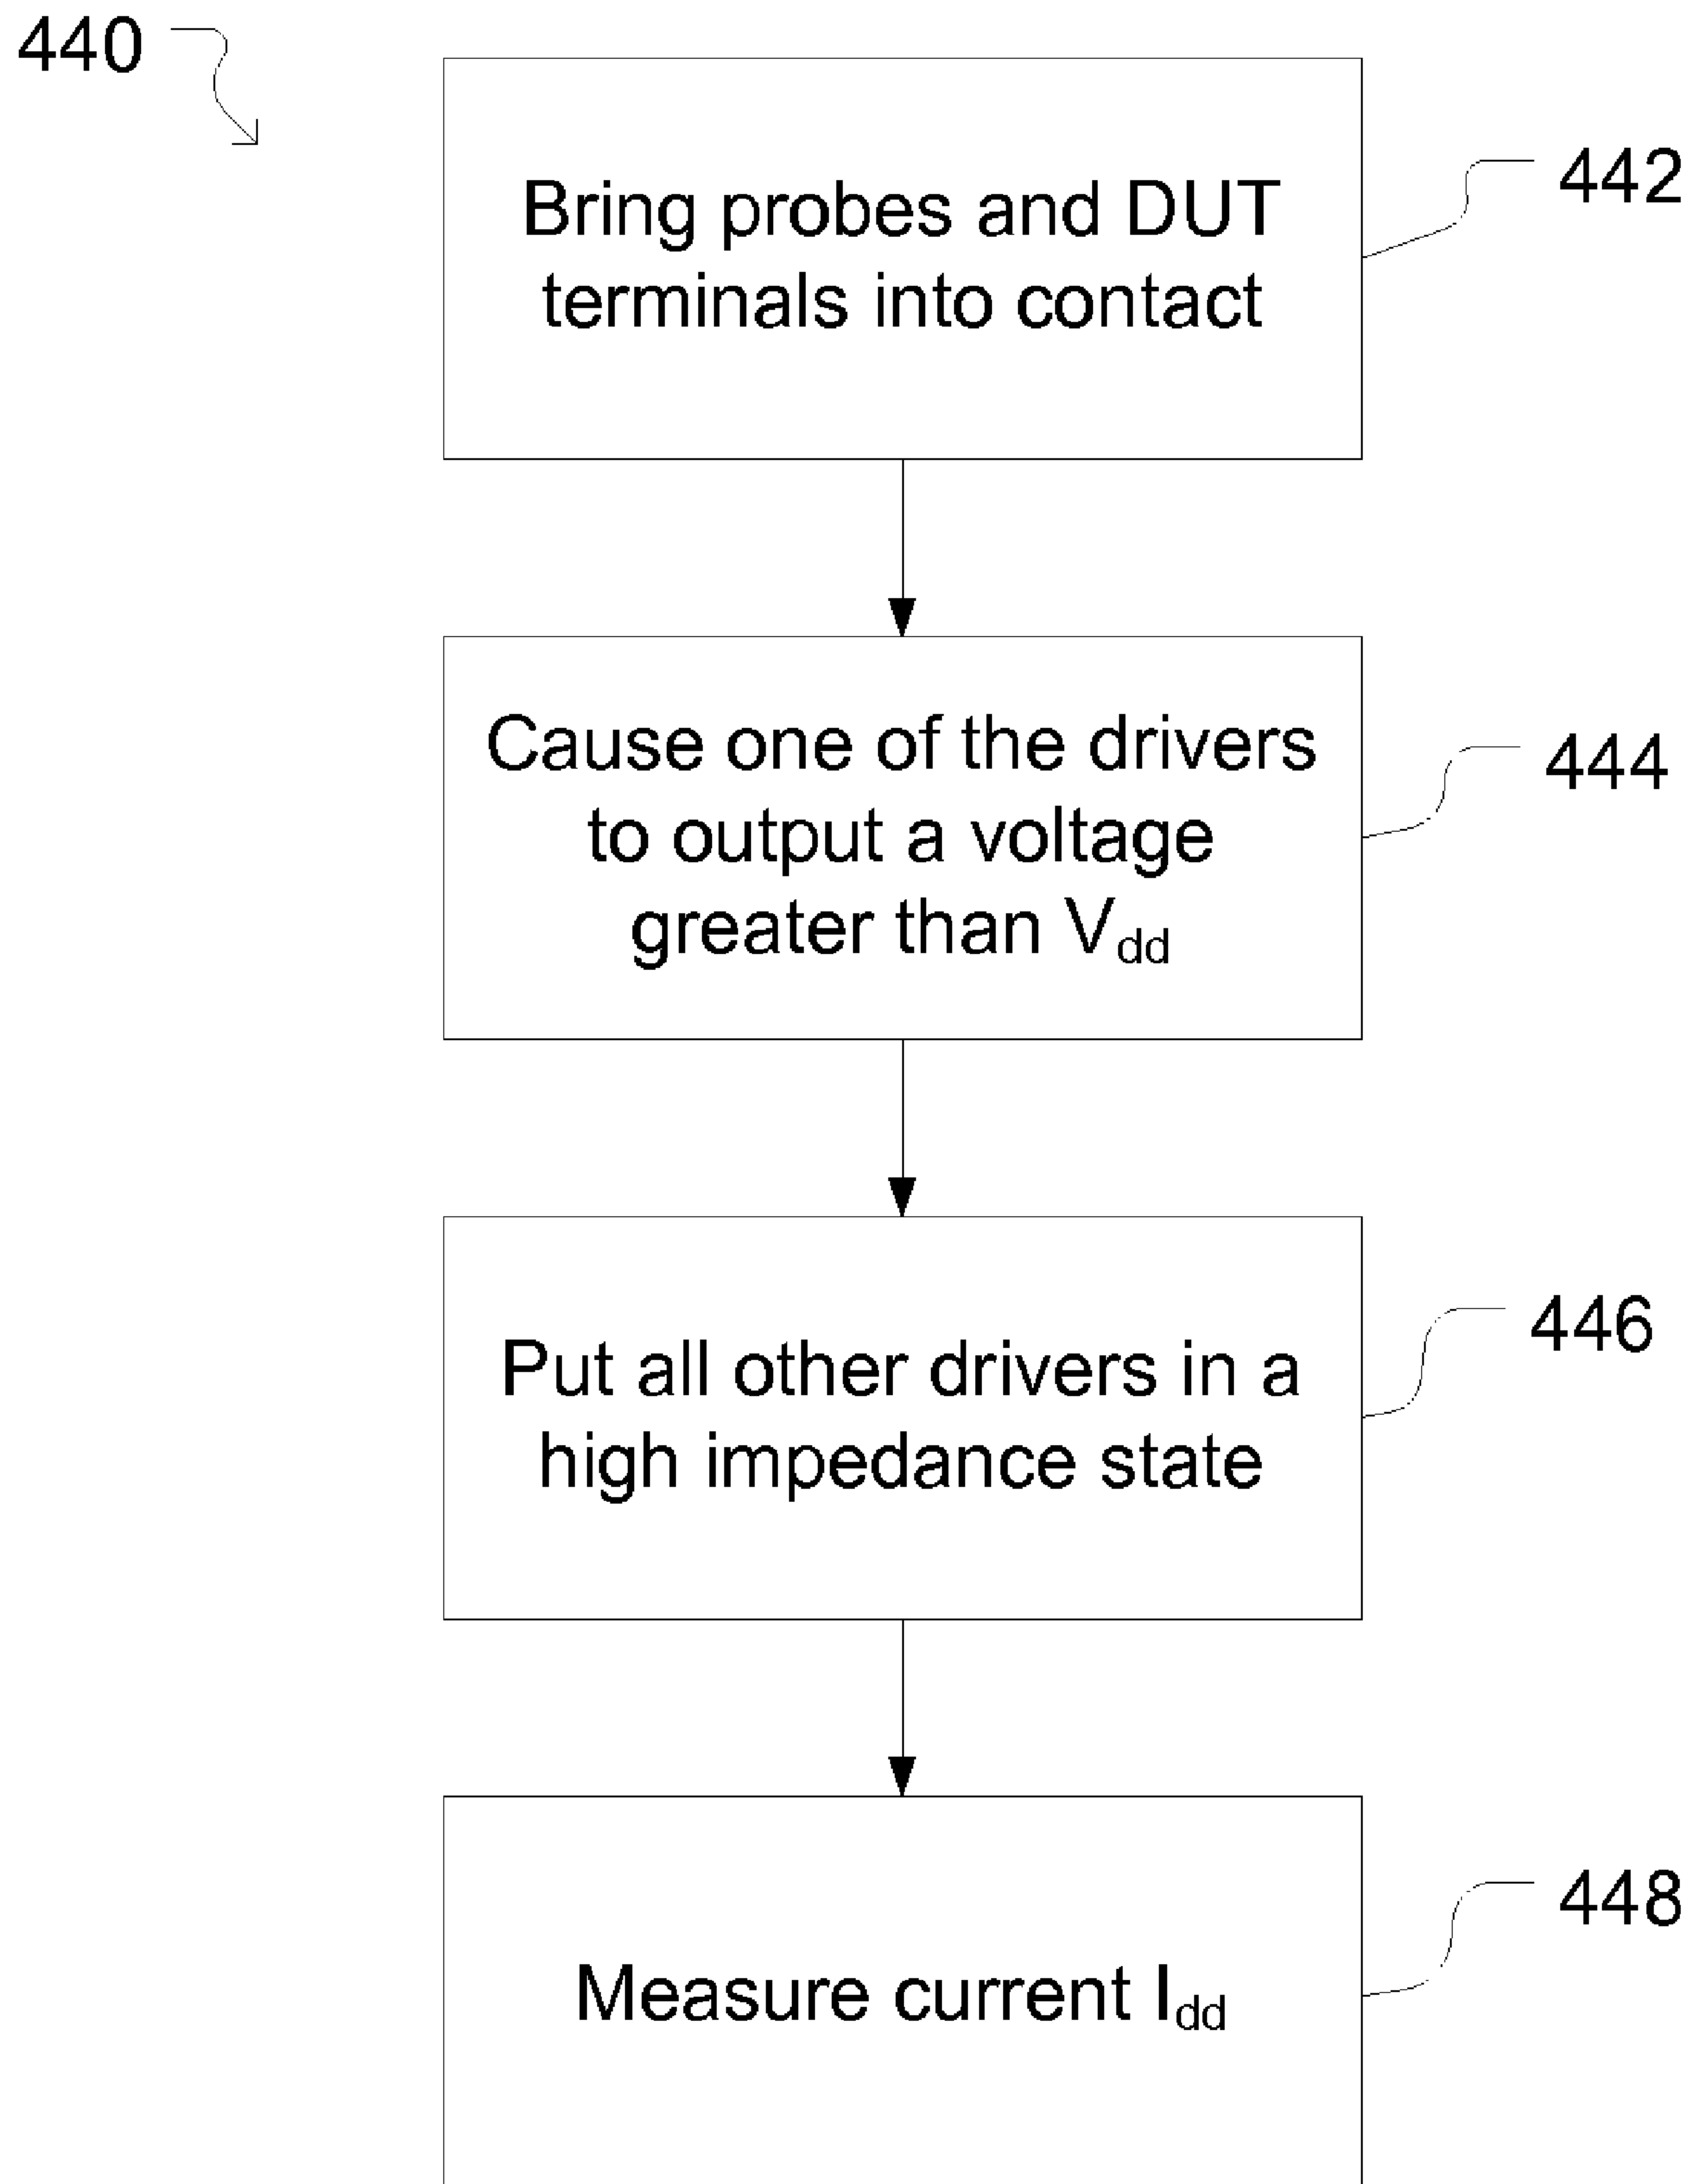 440
Bring probes and DUT
terminals into contact
442
Cause one of the drivers
to output a voltage
greater than Vdd
444
Put all other drivers in a
high impedance state
446
Measure current Idd
448